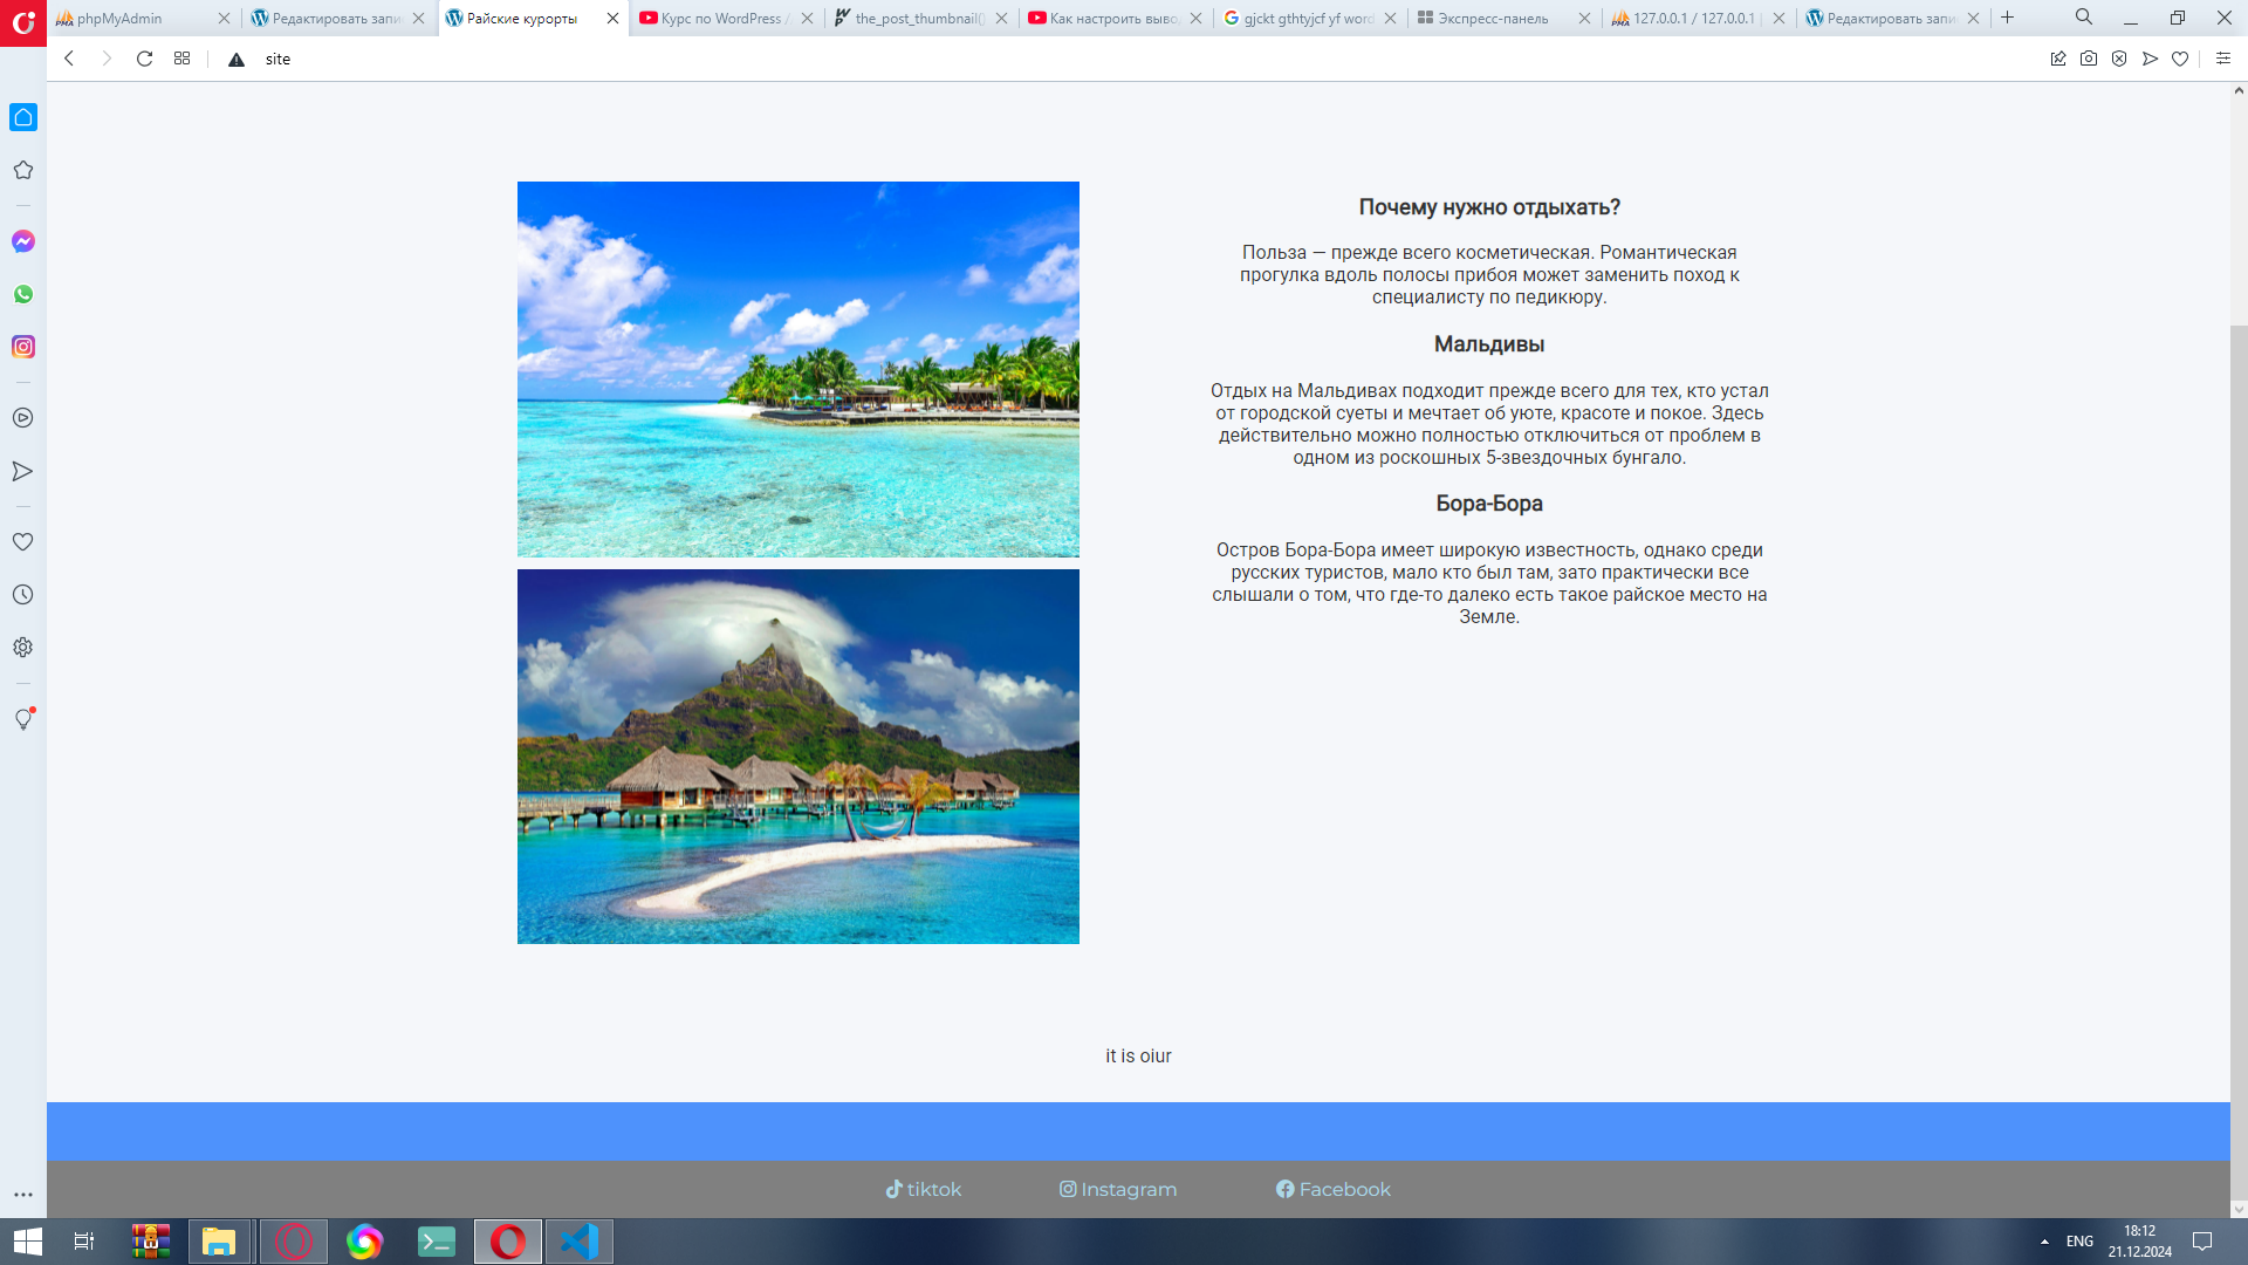 phpMyAdmin
Редактировать запи
Райские курорты
Курс по WordPress /
the_post_thumbnail()
Как настроить выво
gjckt gthtyjcf yf word
Экспресс-панель
127.0.0.1 / 127.0.0.1 |
Редактировать запи
site
Почему нужно отдыхать?
Польза — прежде всего косметическая. Романтическая
прогулка вдоль полосы прибоя может заменить поход к
специалисту по педикюру.
Мальдивы
Отдых на Мальдивах подходит прежде всего для тех, кто устал
от городской суеты и мечтает об уюте, красоте и покое. Здесь
действительно можно полностью отключиться от проблем в
одном из роскошных 5-звездочных бунгало.
Бора-Бора
Остров Бора-Бора имеет широкую известность, однако среди
русских туристов, мало кто был там, зато практически все
слышали о том, что где-то далеко есть такое райское место на
Земле.
it is oiur
tiktok
Instagram
Facebook
ENG
18:12
21.12.2024